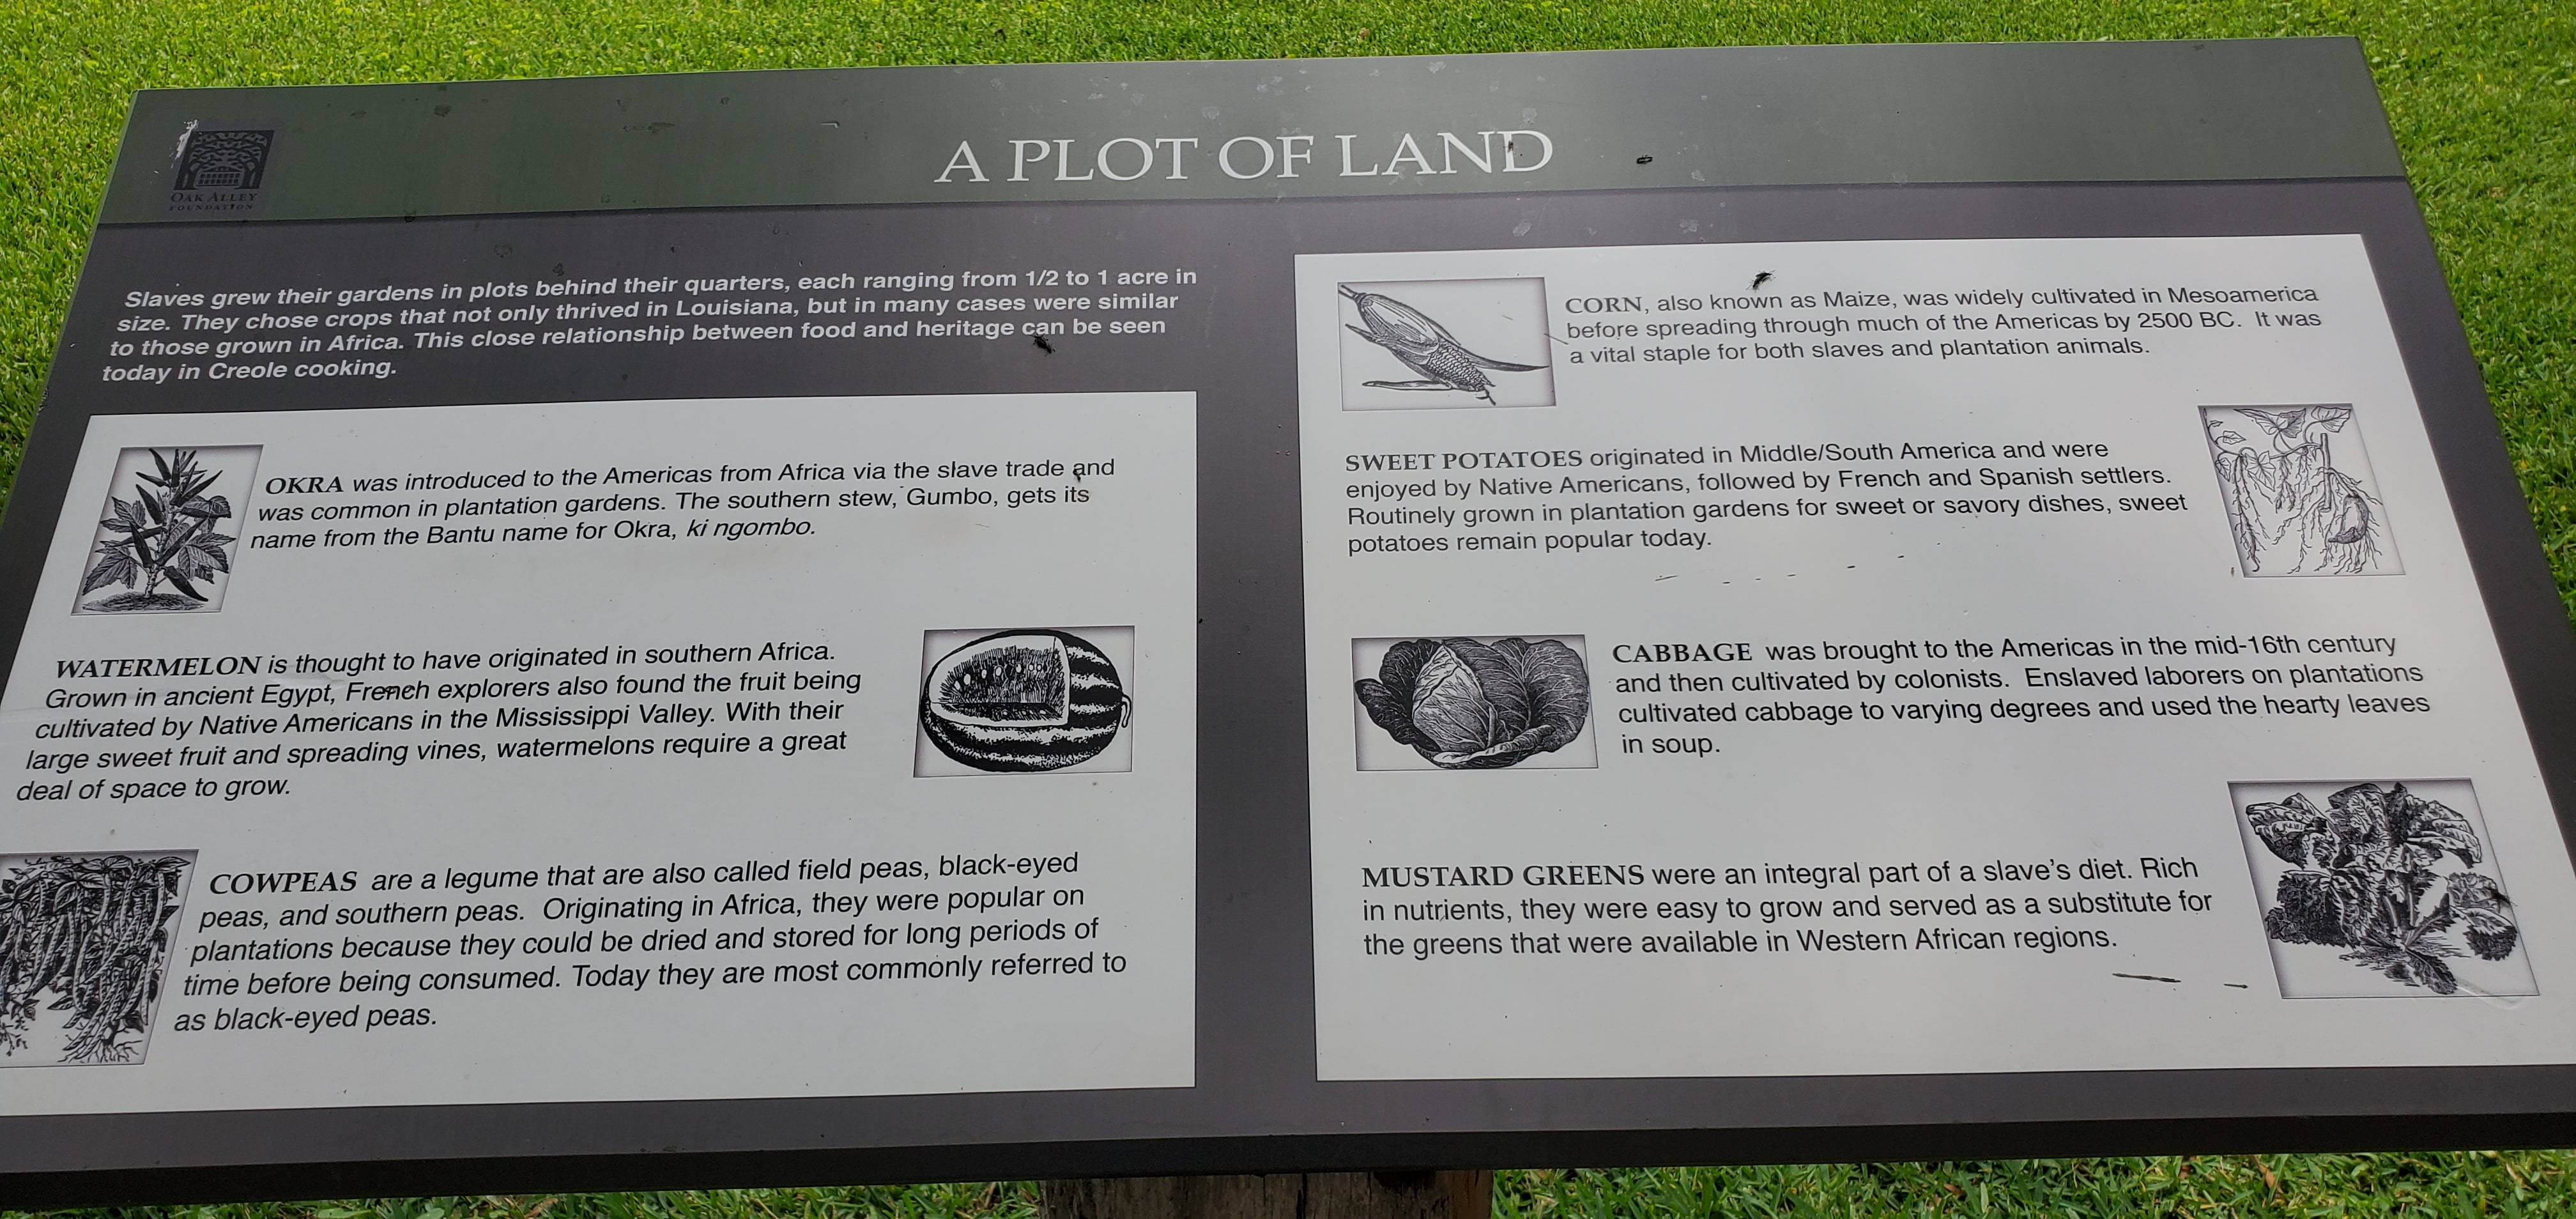 OAK ALLEY
FOUNDATION
A PLOT OF LAND
Slaves grew their gardens in plots behind their quarters, each ranging from 1/2 to 1 acre in
size. They chose crops that not only thrived in Louisiana, but in many cases were similar
to those grown in Africa. This close relationship between food and heritage can be seen
today in Creole cooking.
OKRA was introduced to the Americas from Africa via the slave trade and
was common in plantation gardens. The southern stew, Gumbo, gets its
name from the Bantu name for Okra, ki ngombo.
WATERMELON is thought to have originated in southern Africa.
Grown in ancient Egypt, French explorers also found the fruit being
cultivated by Native Americans in the Mississippi Valley. With their
large sweet fruit and spreading vines, watermelons require a great
deal of space to grow.
COWPEAS are a legume that are also called field peas, black-eyed
peas, and southern peas. Originating in Africa, they were popular on
plantations because they could be dried and stored for long periods of
time before being consumed. Today they are most commonly referred to
as black-eyed peas.
CORN, also known as Maize, was widely cultivated in Mesoamerica
before spreading through much of the Americas by 2500 BC. It was
a vital staple for both slaves and plantation animals.
SWEET POTATOES originated in Middle/South America and were
enjoyed by Native Americans, followed by French and Spanish settlers.
Routinely grown in plantation gardens for sweet or savory dishes, sweet
potatoes remain popular today.
CABBAGE was brought to the Americas in the mid-16th century
and then cultivated by colonists. Enslaved laborers on plantations
cultivated cabbage to varying degrees and used the hearty leaves
in soup.
MUSTARD GREENS were an integral part of a slave's diet. Rich
in nutrients, they were easy to grow and served as a substitute for
the greens that were available in Western African regions.